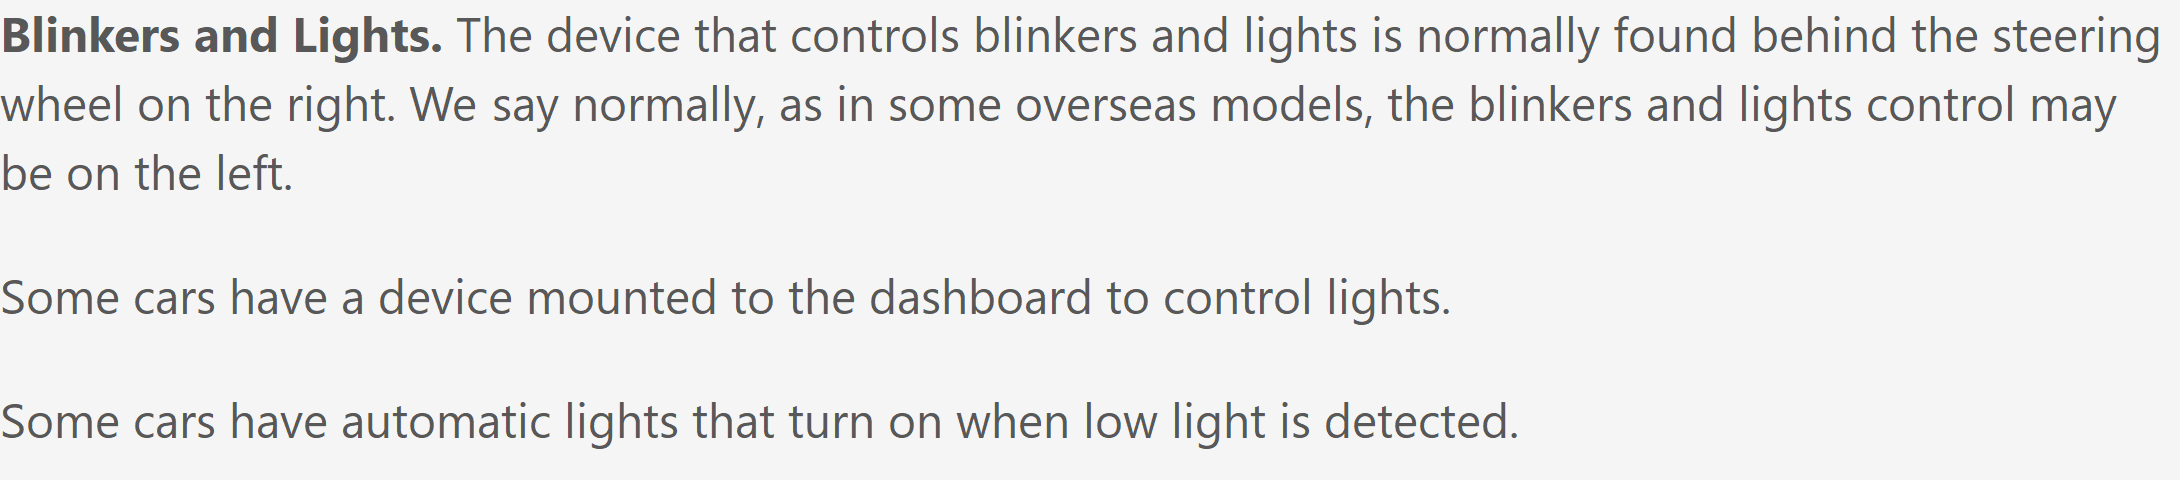 Blinkers and Lights. The device that controls blinkers and lights is normally found behind the steering
wheel on the right. We say normally, as in some overseas models, the blinkers and lights control may
be on the left.
Some cars have a device mounted to the dashboard to control lights.
Some cars have automatic lights that turn on when low light is detected.